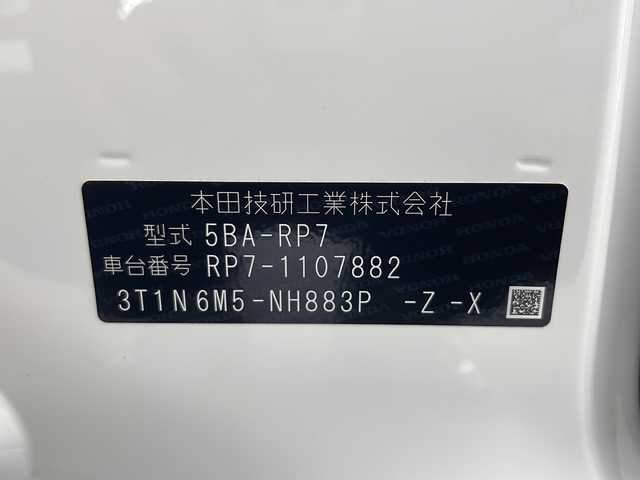 本田技研工業株式会社
型式 5BA-RP7
車台番号 RP7-1107882
3T1N6M5-NH883P -Z -X